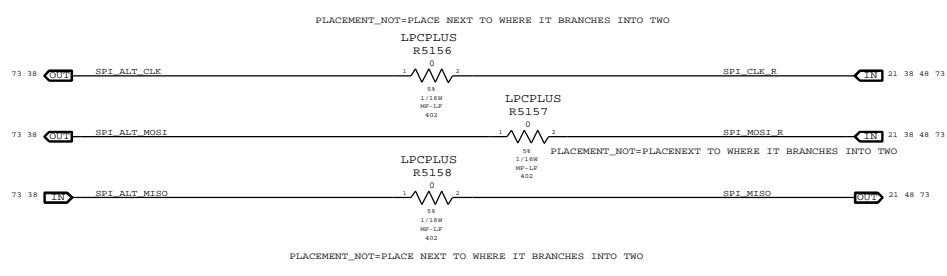 PLACEMENT_NOT=PLACE NEXT TO WHERE IT BRANCHES INTO TWO
LPCPLUS
R5156
73 38 OUT SPI_ALT_CLK 1 0 2 SPI_CLK_R IN 21 38 48 73
5%
1/16W
MF-LF
402
LPCPLUS
R5157
73 38 OUT SPI_ALT_MOSI 1 0 2 SPI_MOSI_R IN 21 38 48 73
5%
1/16W
MF-LF
402
PLACEMENT_NOT=PLACENEXT TO WHERE IT BRANCHES INTO TWO
LPCPLUS
R5158
73 38 IN SPI_ALT_MISO 1 0 2 SPI_MISO OUT 21 48 73
5%
1/16W
MF-LF
402
PLACEMENT_NOT=PLACE NEXT TO WHERE IT BRANCHES INTO TWO